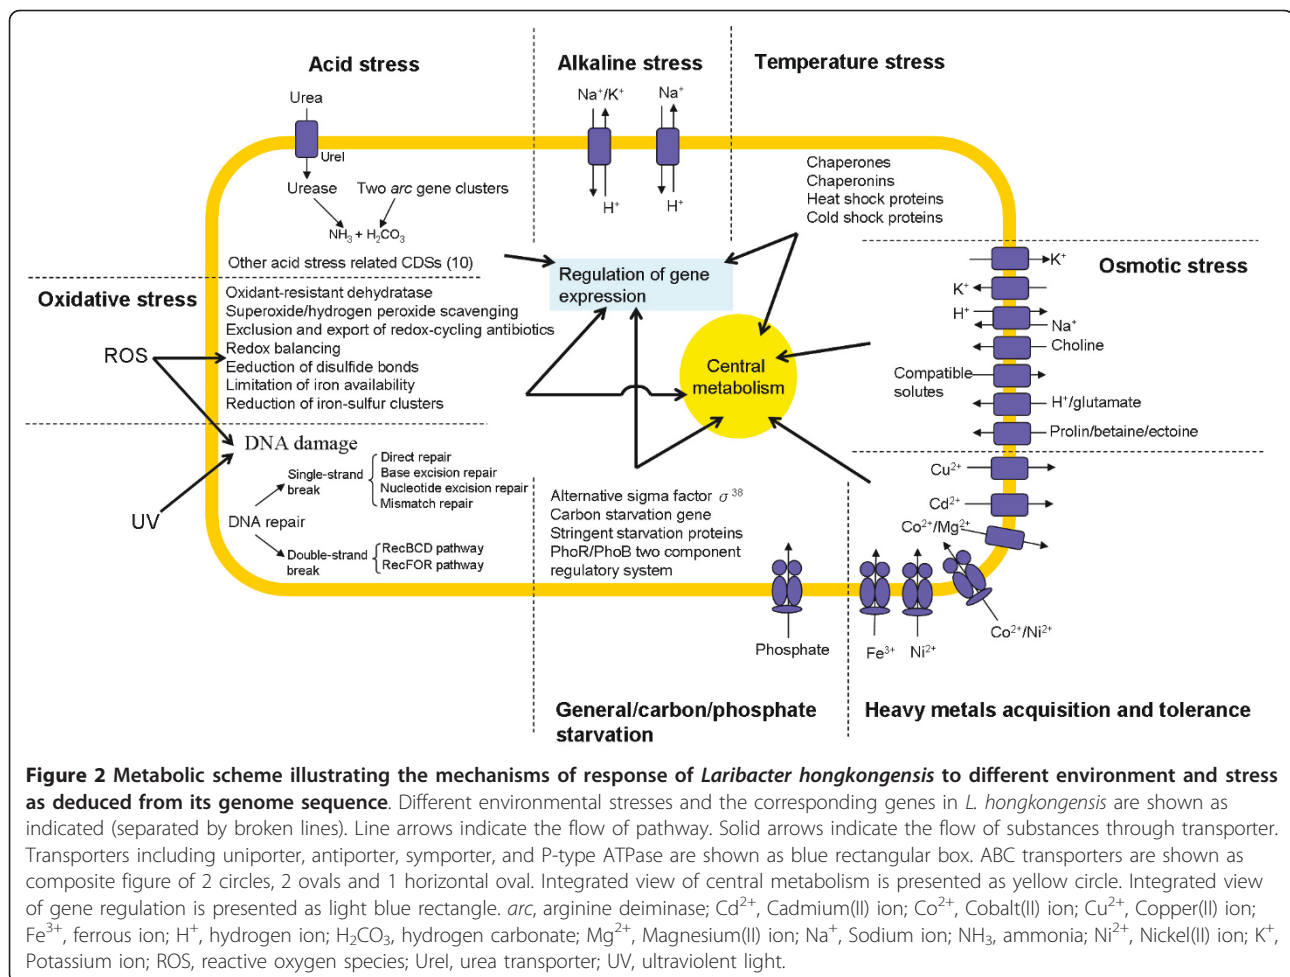 Acid stress
Alkaline stress
Temperature stress
Urea
UreI
Urease
Two arc gene clusters
NH₃ + H₂CO₃
Other acid stress related CDSs (10)
Na⁺/K⁺
Na⁺
H⁺
H⁺
Chaperones
Chaperonins
Heat shock proteins
Cold shock proteins
Oxidative stress
ROS
UV
Oxidant-resistant dehydratase
Superoxide/hydrogen peroxide scavenging
Exclusion and export of redox-cycling antibiotics
Redox balancing
Eeduction of disulfide bonds
Limitation of iron availability
Reduction of iron-sulfur clusters
Regulation of gene
expression
Central
metabolism
Osmotic stress
K⁺
K⁺
H⁺
Na⁺
Choline
Compatible
solutes
H⁺/glutamate
Prolin/betaine/ectoine
DNA damage
Single-strand
break
Direct repair
Base excision repair
Nucleotide excision repair
Mismatch repair
DNA repair
Double-strand
break
RecBCD pathway
RecFOR pathway
Alternative sigma factor σ ³⁸
Carbon starvation gene
Stringent starvation proteins
PhoR/PhoB two component
regulatory system
Phosphate
Cu²⁺
Cd²⁺
Co²⁺/Mg²⁺
Co²⁺/Ni²⁺
Fe³⁺
Ni²⁺
General/carbon/phosphate
starvation
Heavy metals acquisition and tolerance
Figure 2 Metabolic scheme illustrating the mechanisms of response of Laribacter hongkongensis to different environment and stress
as deduced from its genome sequence. Different environmental stresses and the corresponding genes in L. hongkongensis are shown as
indicated (separated by broken lines). Line arrows indicate the flow of pathway. Solid arrows indicate the flow of substances through transporter.
Transporters including uniporter, antiporter, symporter, and P-type ATPase are shown as blue rectangular box. ABC transporters are shown as
composite figure of 2 circles, 2 ovals and 1 horizontal oval. Integrated view of central metabolism is presented as yellow circle. Integrated view
of gene regulation is presented as light blue rectangle. arc, arginine deiminase; Cd²⁺, Cadmium(II) ion; Co²⁺, Cobalt(II) ion; Cu²⁺, Copper(II) ion;
Fe³⁺, ferrous ion; H⁺, hydrogen ion; H₂CO₃, hydrogen carbonate; Mg²⁺, Magnesium(II) ion; Na⁺, Sodium ion; NH₃, ammonia; Ni²⁺, Nickel(II) ion; K⁺,
Potassium ion; ROS, reactive oxygen species; UreI, urea transporter; UV, ultraviolent light.